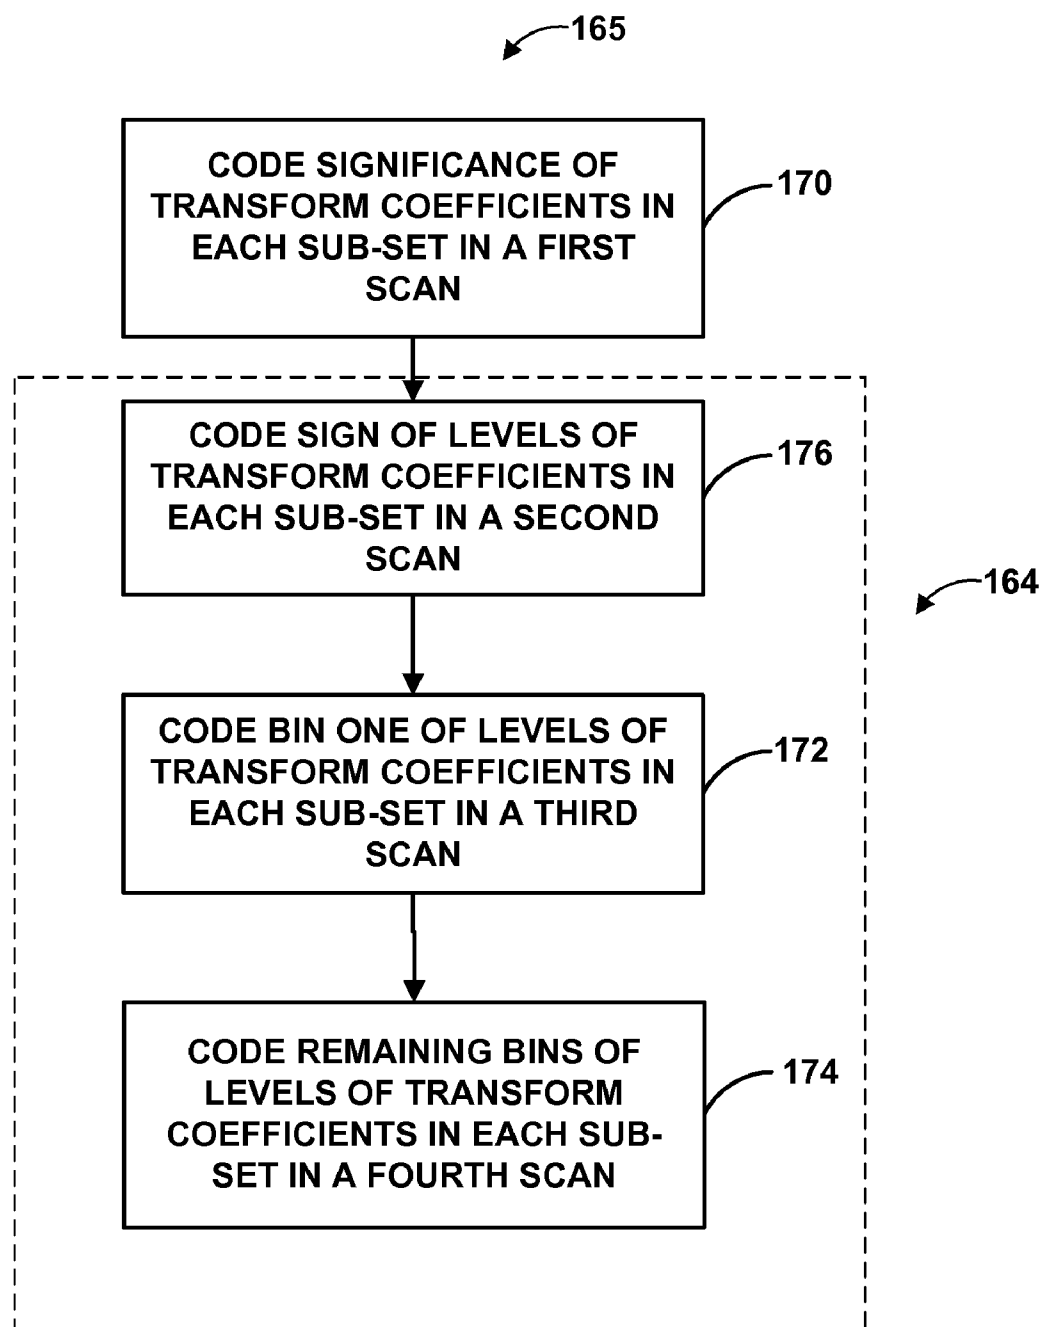 165
CODE SIGNIFICANCE OF
TRANSFORM COEFFICIENTS IN
EACH SUB-SET IN A FIRST
SCAN
170
CODE SIGN OF LEVELS OF
TRANSFORM COEFFICIENTS IN
EACH SUB-SET IN A SECOND
SCAN
176
164
CODE BIN ONE OF LEVELS OF
TRANSFORM COEFFICIENTS IN
EACH SUB-SET IN A THIRD
SCAN
172
CODE REMAINING BINS OF
LEVELS OF TRANSFORM
COEFFICIENTS IN EACH SUB-
SET IN A FOURTH SCAN
174